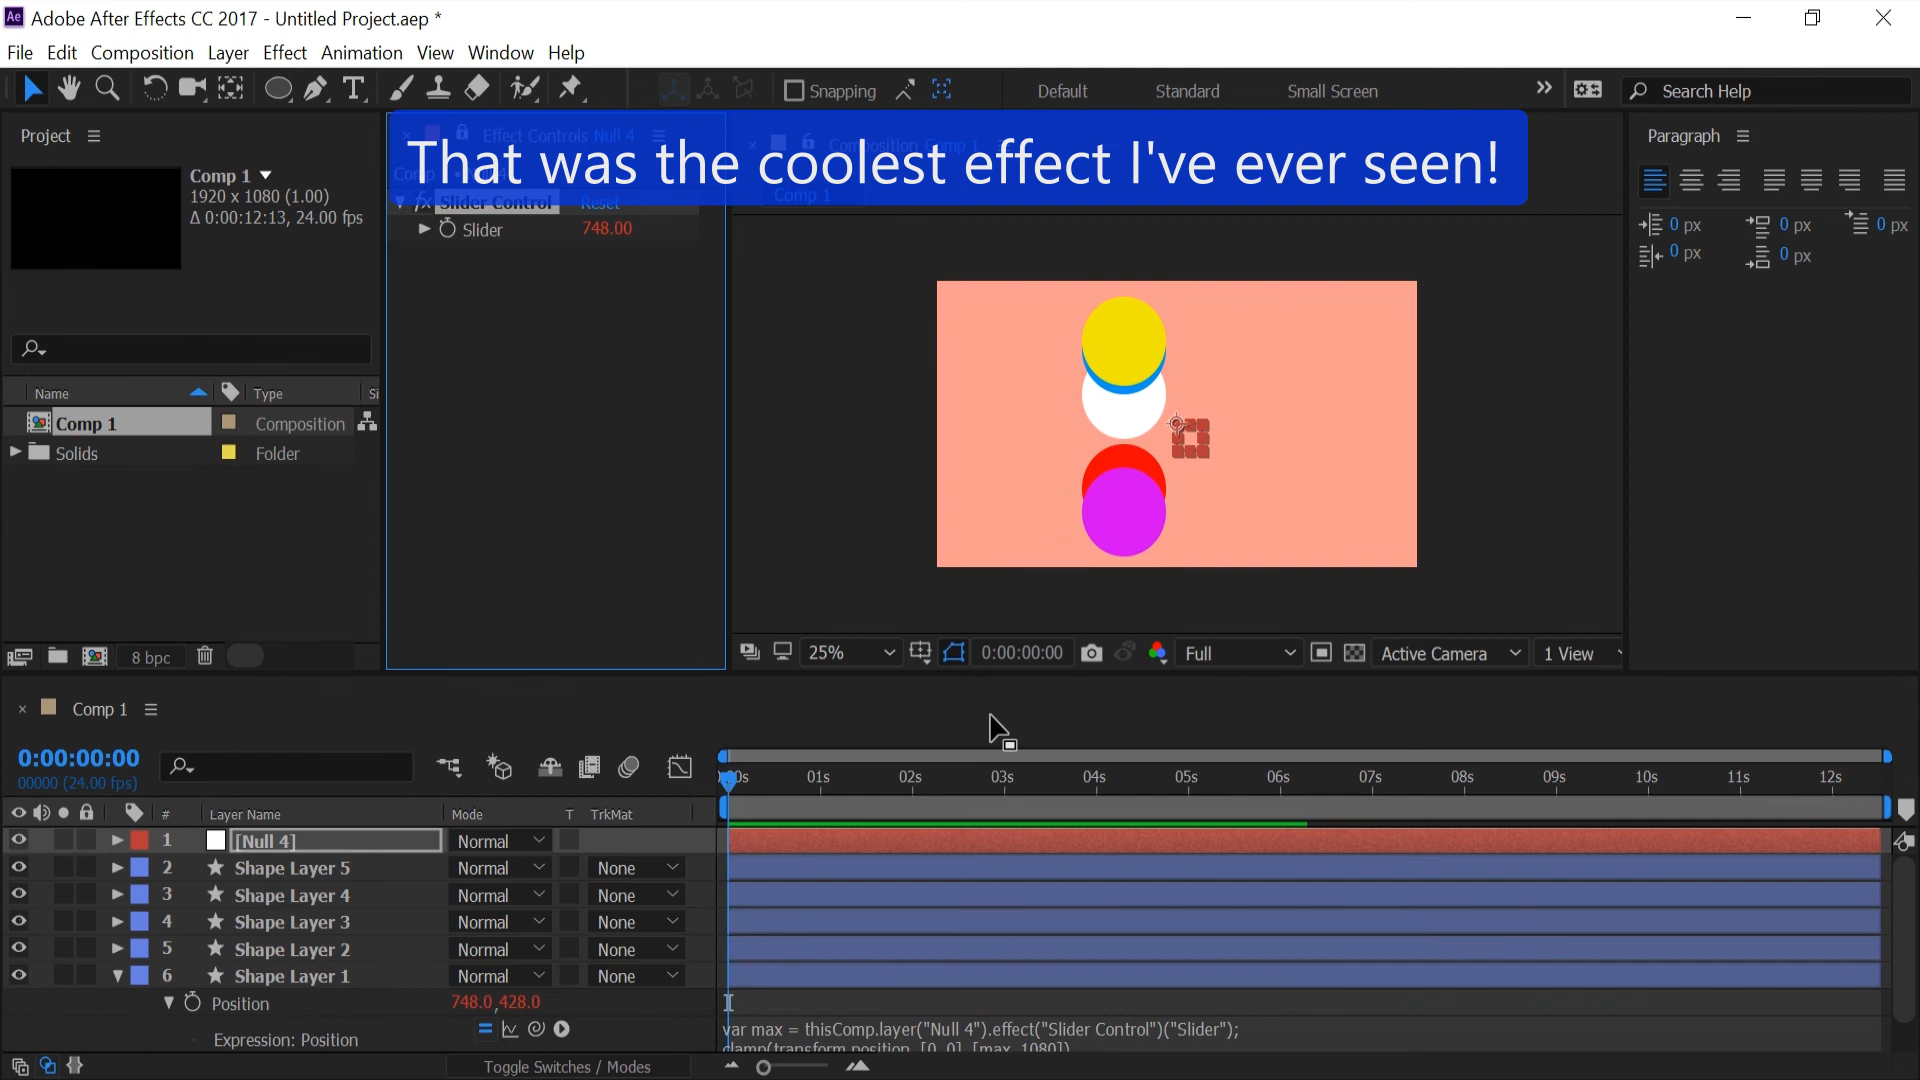 Adobe After Effects CC 2017 - Untitled Project.aep *
File Edit Composition Layer Effect Animation View Window Help
Snapping Default Standard Small Screen Search Help
Project
Effect Controls Null 4
Composition Comp 1
Paragraph
That was the coolest effect I've ever seen!
Comp 1
1920 x 1080 (1.00)
Δ 0:00:12:13, 24.00 fps
Comp 1
fx Slider Control Reset
Slider 748.00
0 px 0 px 0 px
0 px 0 px
Name Type Si
Comp 1 Composition
Solids Folder
8 bpc
25% 0:00:00:00 Full Active Camera 1 View
Comp 1
0:00:00:00
00000 (24.00 fps)
01s 02s 03s 04s 05s 06s 07s 08s 09s 10s 11s 12s
# Layer Name Mode T TrkMat
1 [Null 4] Normal
2 Shape Layer 5 Normal None
3 Shape Layer 4 Normal None
4 Shape Layer 3 Normal None
5 Shape Layer 2 Normal None
6 Shape Layer 1 Normal None
Position 748.0,428.0
Expression: Position
var max = thisComp.layer("Null 4").effect("Slider Control")("Slider");
clamp(transform.position, [0, 0], [max, 1080])
Toggle Switches / Modes